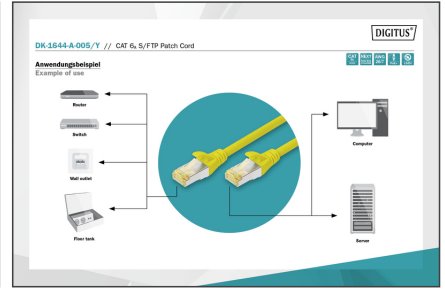 DIGITUS®
DK-1644-A-005/Y // CAT 6A S/FTP Patch Cord
Anwendungsbeispiel
Example of use
Router
Switch
Wall outlet
Floor tank
Computer
Server